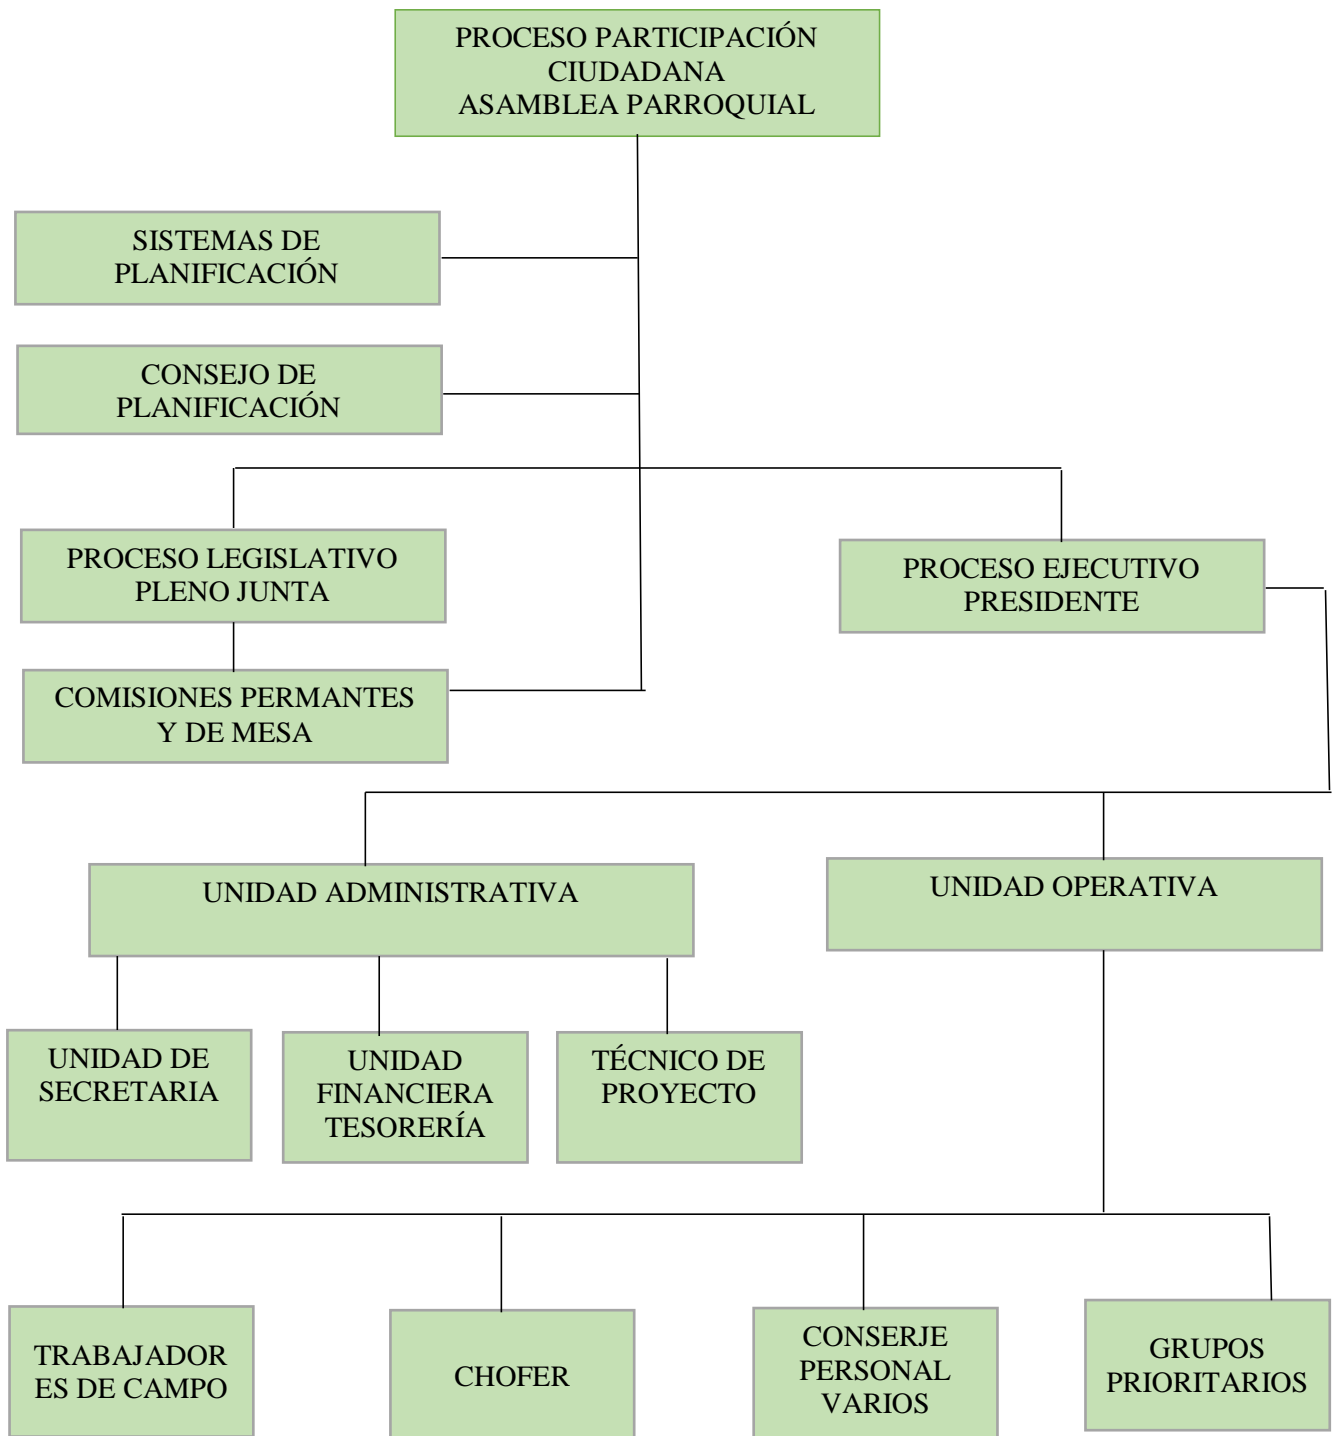 PROCESO PARTICIPACIÓN
CIUDADANA
ASAMBLEA PARROQUIAL
SISTEMAS DE
PLANIFICACIÓN
CONSEJO DE
PLANIFICACIÓN
PROCESO LEGISLATIVO
PLENO JUNTA
PROCESO EJECUTIVO
PRESIDENTE
COMISIONES PERMANTES
Y DE MESA
UNIDAD ADMINISTRATIVA
UNIDAD OPERATIVA
UNIDAD DE
SECRETARIA
UNIDAD
FINANCIERA
TESORERÍA
TÉCNICO DE
PROYECTO
TRABAJADOR
ES DE CAMPO
CHOFER
CONSERJE
PERSONAL
VARIOS
GRUPOS
PRIORITARIOS